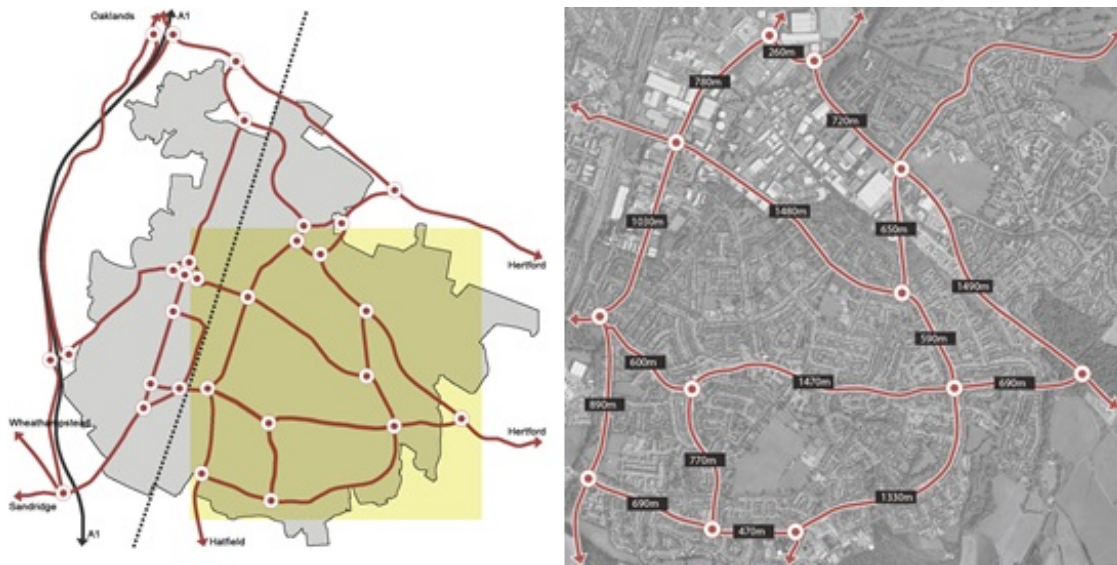 Oaklands
A1
Hertford
Wheathampstead
Hertford
Sandridge
A1
Hatfield
260m
780m
720m
1480m
1030m
650m
1490m
590m
600m
1470m
690m
890m
770m
1330m
690m
470m